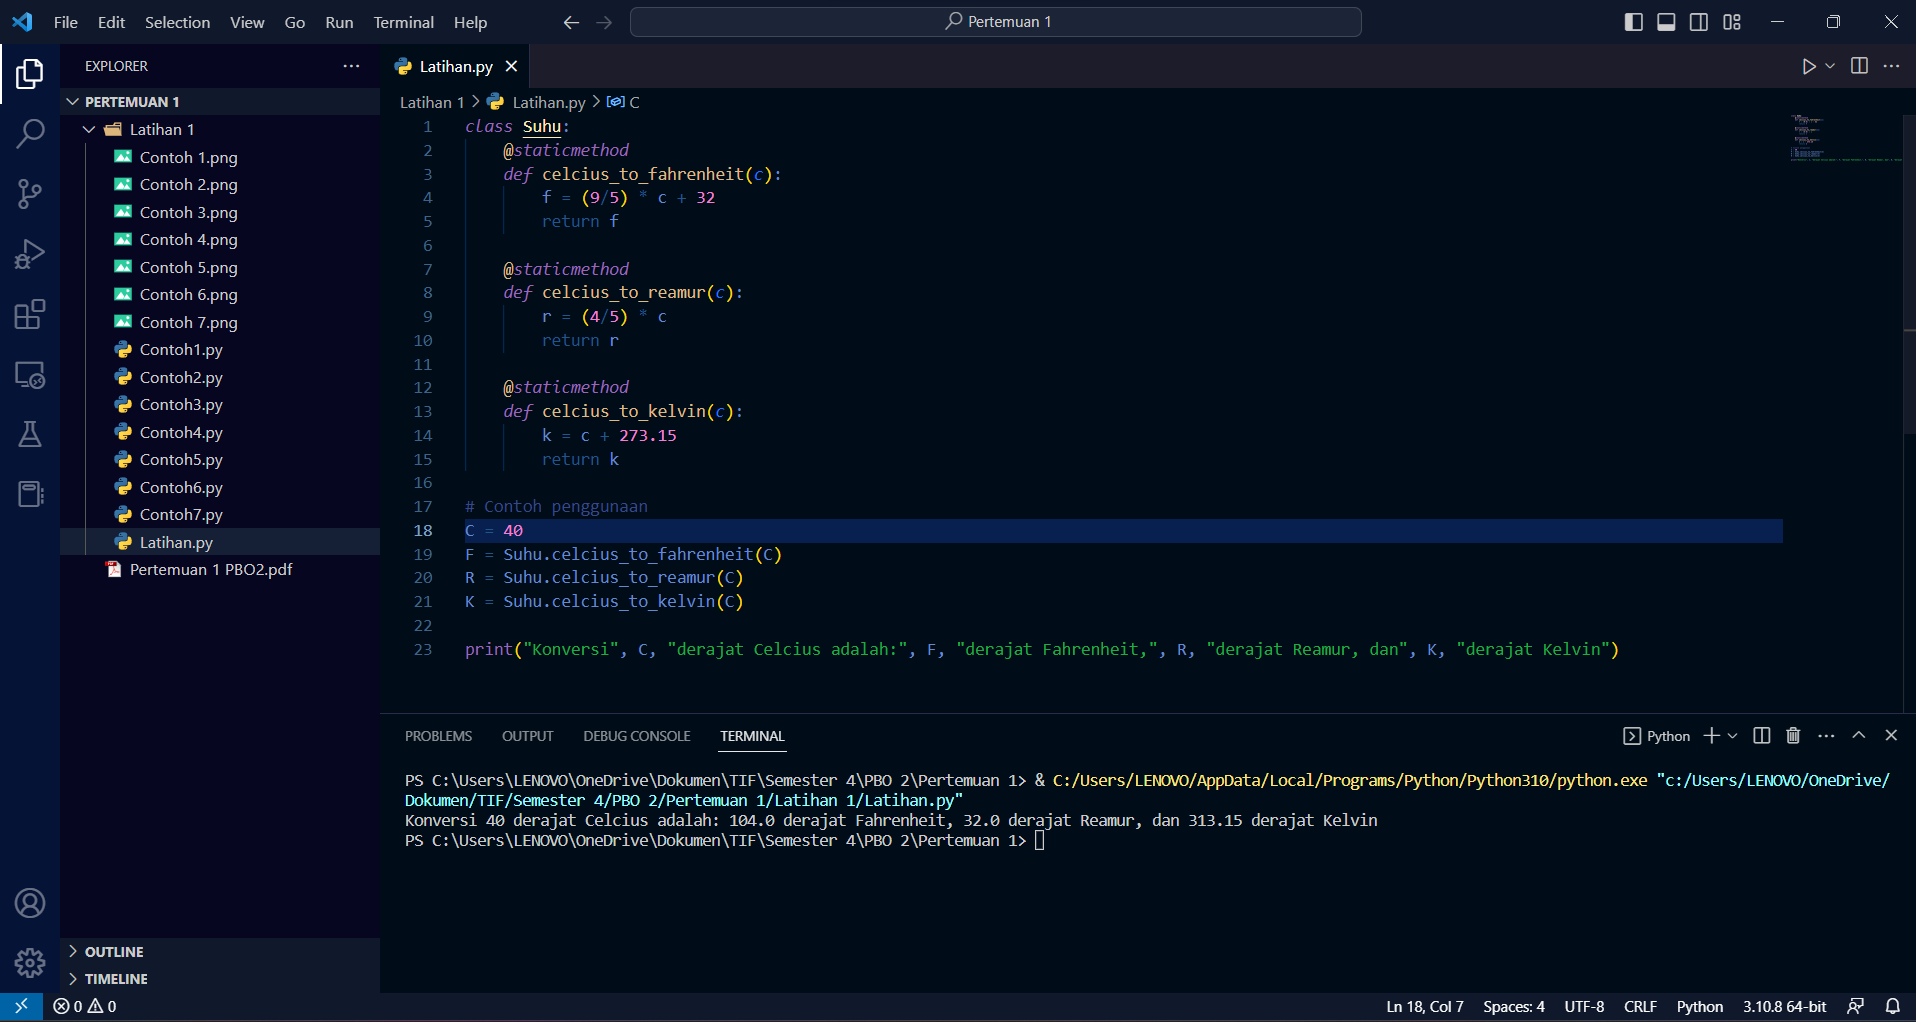 File Edit Selection View Go Run Terminal Help
Pertemuan 1
EXPLORER
PERTEMUAN 1
Latihan 1
Contoh 1.png
Contoh 2.png
Contoh 3.png
Contoh 4.png
Contoh 5.png
Contoh 6.png
Contoh 7.png
Contoh1.py
Contoh2.py
Contoh3.py
Contoh4.py
Contoh5.py
Contoh6.py
Contoh7.py
Latihan.py
Pertemuan 1 PBO2.pdf
OUTLINE
TIMELINE
Latihan.py
Latihan 1 > Latihan.py > C
1 class Suhu:
2 @staticmethod
3 def celcius_to_fahrenheit(c):
4 f = (9/5) * c + 32
5 return f
6
7 @staticmethod
8 def celcius_to_reamur(c):
9 r = (4/5) * c
10 return r
11
12 @staticmethod
13 def celcius_to_kelvin(c):
14 k = c + 273.15
15 return k
16
17 # Contoh penggunaan
18 C = 40
19 F = Suhu.celcius_to_fahrenheit(C)
20 R = Suhu.celcius_to_reamur(C)
21 K = Suhu.celcius_to_kelvin(C)
22
23 print("Konversi", C, "derajat Celcius adalah:", F, "derajat Fahrenheit,", R, "derajat Reamur, dan", K, "derajat Kelvin")
PROBLEMS OUTPUT DEBUG CONSOLE TERMINAL
Python
PS C:\Users\LENOVO\OneDrive\Dokumen\TIF\Semester 4\PBO 2\Pertemuan 1> & C:/Users/LENOVO/AppData/Local/Programs/Python/Python310/python.exe "c:/Users/LENOVO/OneDrive/
Dokumen/TIF/Semester 4/PBO 2/Pertemuan 1/Latihan 1/Latihan.py"
Konversi 40 derajat Celcius adalah: 104.0 derajat Fahrenheit, 32.0 derajat Reamur, dan 313.15 derajat Kelvin
PS C:\Users\LENOVO\OneDrive\Dokumen\TIF\Semester 4\PBO 2\Pertemuan 1>
0 0
Ln 18, Col 7 Spaces: 4 UTF-8 CRLF Python 3.10.8 64-bit